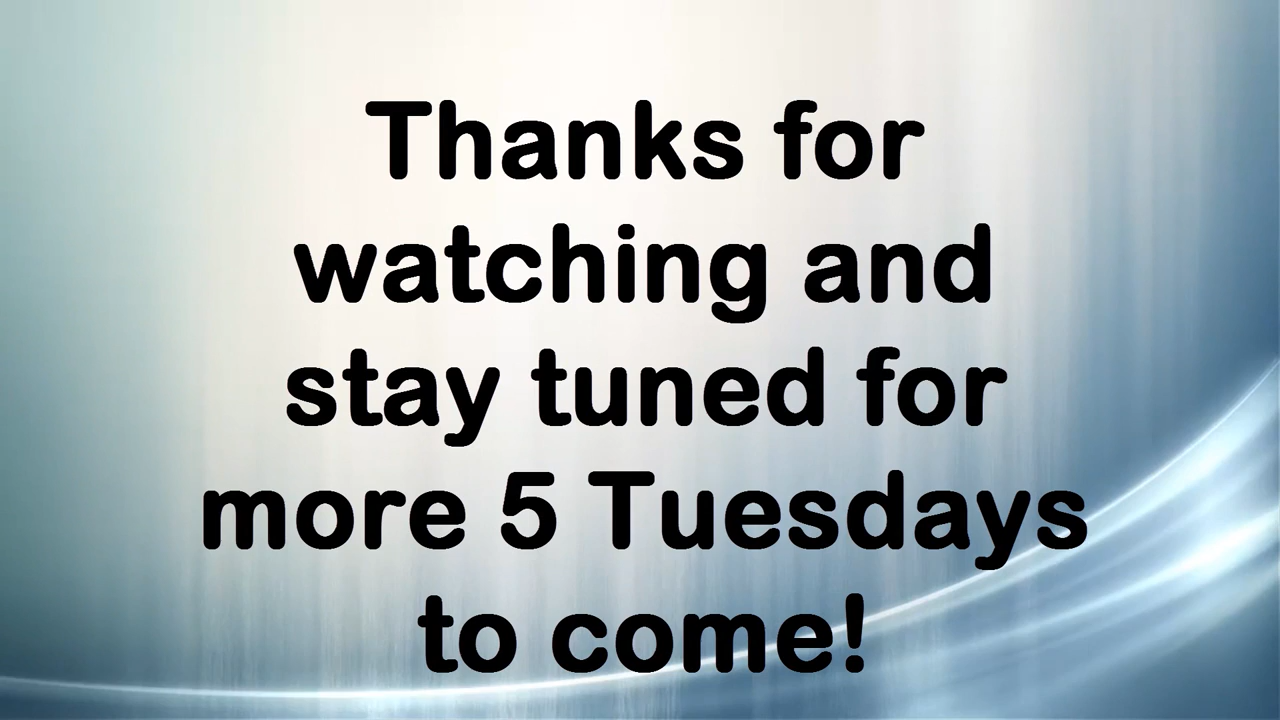 Thanks for
watching and
stay tuned for
more 5 Tuesdays
to come!